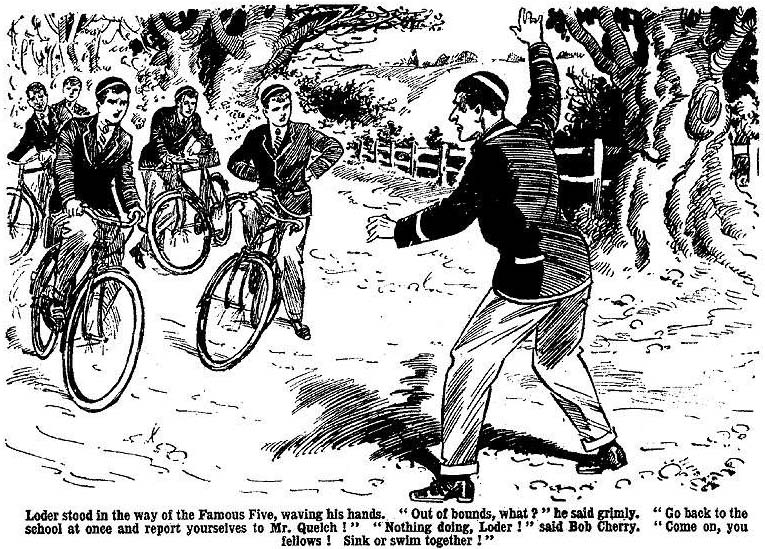 Loder stood in the way of the Famous Five, waving his hands. "Out of bounds, what?" he said grimly. "Go back to the
school at once and report yourselves to Mr. Quelch!" "Nothing doing, Loder!" said Bob Cherry. "Come on, you
fellows! Sink or swim together!"